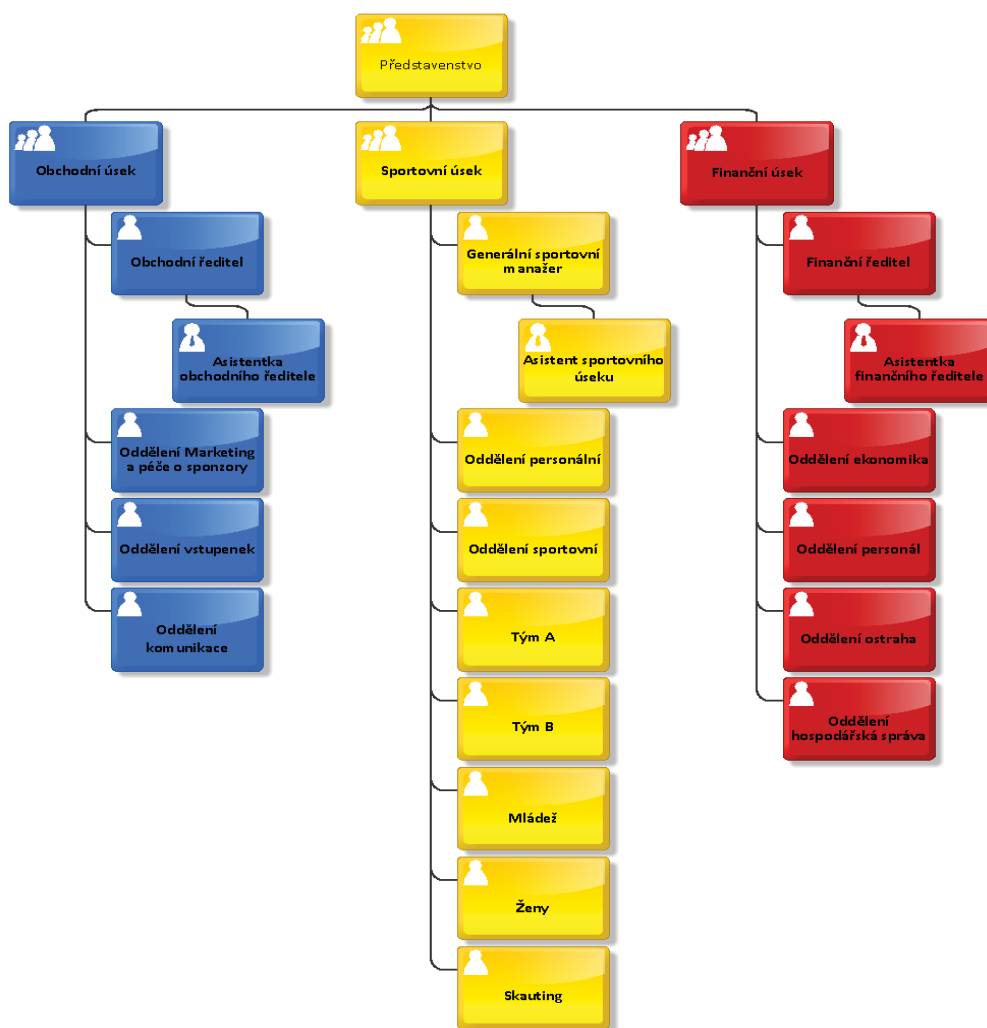 Představenstvo
Obchodní úsek
Sportovní úsek
Finanční úsek
Obchodní ředitel
Generální sportovní
manažer
Finanční ředitel
Asistentka
obchodního ředitele
Asistent sportovního
úseku
Asistentka
finančního ředitele
Oddělení Marketing
a péče o sponzory
Oddělení personální
Oddělení ekonomika
Oddělení vstupenek
Oddělení sportovní
Oddělení personál
Oddělení
komunikace
Tým A
Oddělení ostraha
Tým B
Oddělení
hospodářská správa
Mládež
Ženy
Skauting